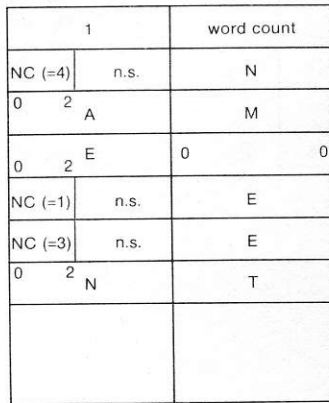 1 word count
NC (=4) n.s. N
0 2 A M
0 2 E 0 0
NC (=1) n.s. E
NC (=3) n.s. E
0 2 N T